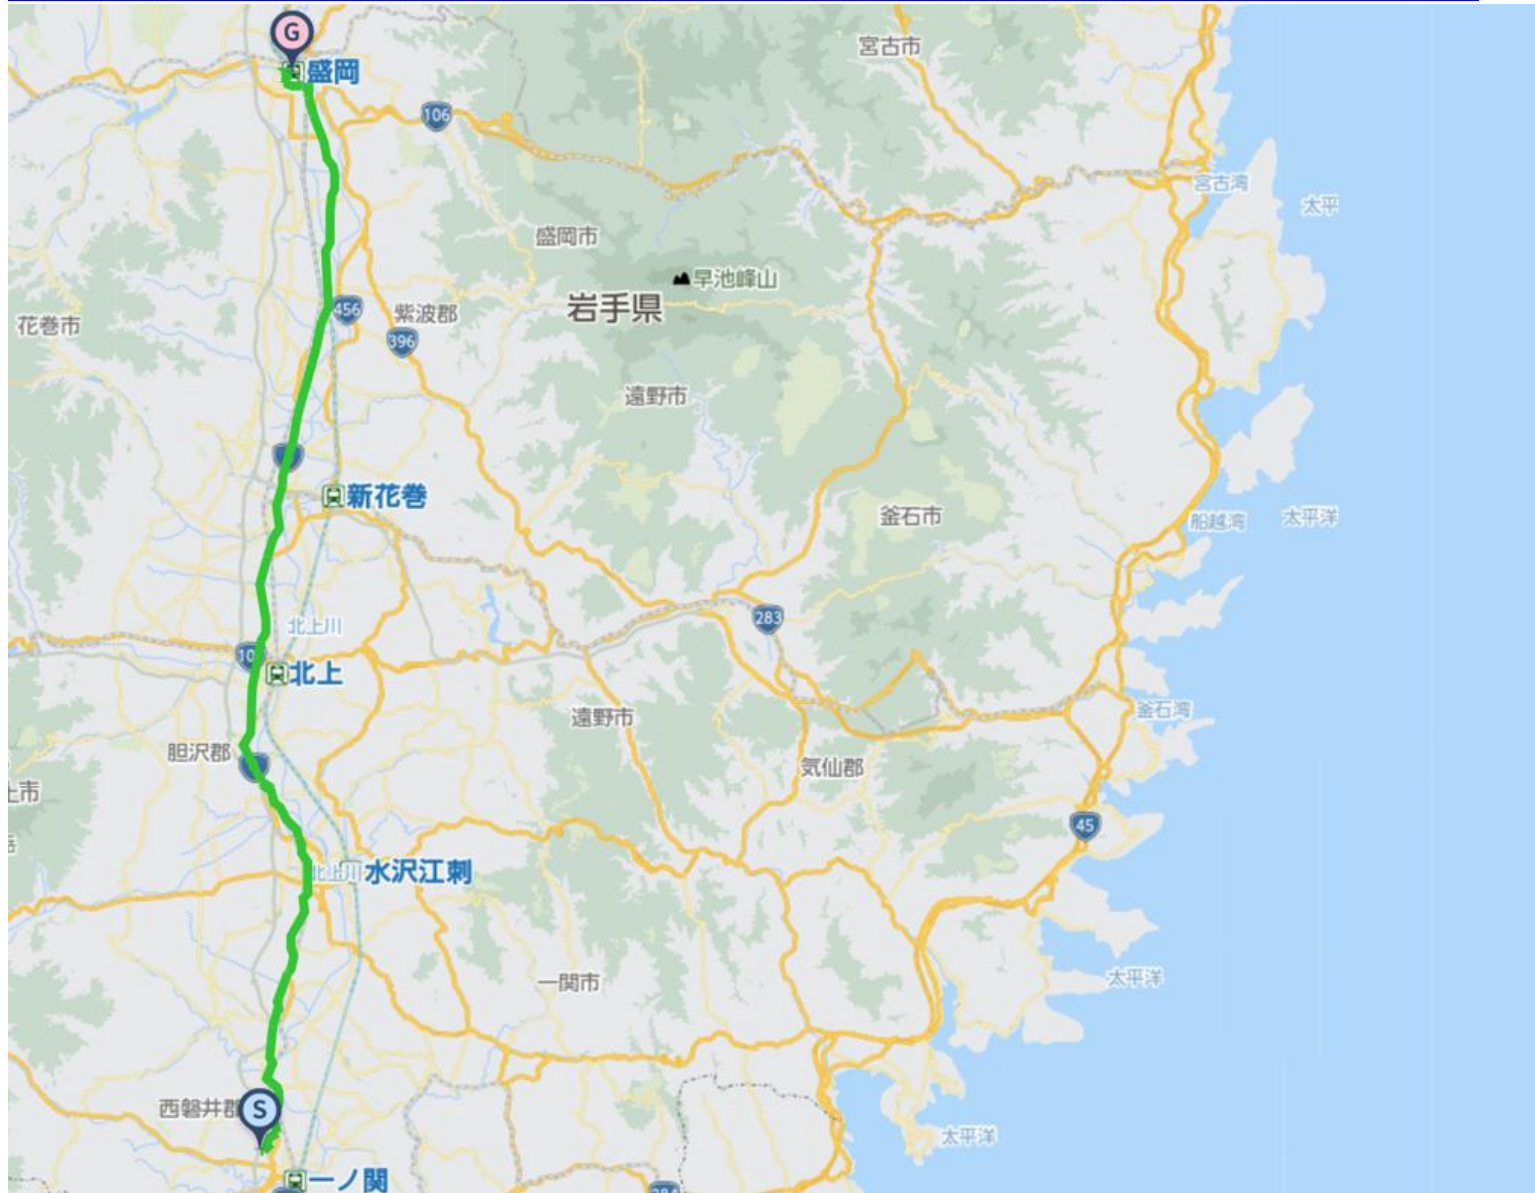 G
盛岡
宮古市
106
宮古湾
太平
盛岡市
早池峰山
岩手県
456
紫波郡
花巻市
396
遠野市
新花巻
釜石市
船越湾
太平洋
283
北上川
10
北上
釜石湾
遠野市
胆沢郡
気仙郡
上市
45
北上川
水沢江刺
一関市
太平洋
西磐井郡
S
太平洋
一ノ関
284